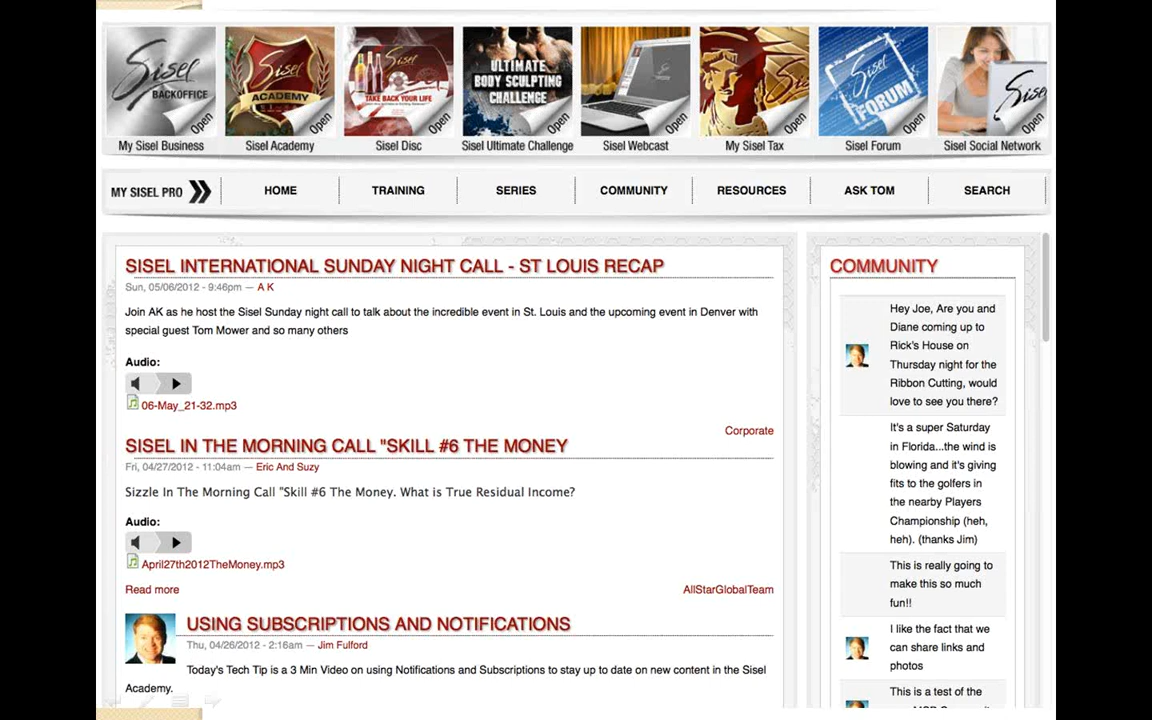 Sisel
BACKOFFICE
Open
My Sisel Business
Sisel
ACADEMY
Open
Sisel Academy
Sisel
TAKE BACK YOUR LIFE
Open
Sisel Disc
ULTIMATE
BODY SCULPTING
CHALLENGE
Open
Sisel Ultimate Challenge
Open
Sisel Webcast
Sisel
Open
My Sisel Tax
Sisel
FORUM
Open
Sisel Forum
Sisel
Open
Sisel Social Network
MY SISEL PRO
HOME
TRAINING
SERIES
COMMUNITY
RESOURCES
ASK TOM
SEARCH
SISEL INTERNATIONAL SUNDAY NIGHT CALL - ST LOUIS RECAP
Sun, 05/06/2012 - 9:46pm — A K
Join AK as he host the Sisel Sunday night call to talk about the incredible event in St. Louis and the upcoming event in Denver with
special guest Tom Mower and so many others
Audio:
06-May_21-32.mp3
Corporate
SISEL IN THE MORNING CALL "SKILL #6 THE MONEY
Fri, 04/27/2012 - 11:04am — Eric And Suzy
Sizzle In The Morning Call "Skill #6 The Money. What is True Residual Income?
Audio:
April27th2012TheMoney.mp3
Read more
AllStarGlobalTeam
USING SUBSCRIPTIONS AND NOTIFICATIONS
Thu, 04/26/2012 - 2:16am — Jim Fulford
Today's Tech Tip is a 3 Min Video on using Notifications and Subscriptions to stay up to date on new content in the Sisel
Academy.
COMMUNITY
Hey Joe, Are you and
Diane coming up to
Rick's House on
Thursday night for the
Ribbon Cutting, would
love to see you there?
It's a super Saturday
in Florida...the wind is
blowing and it's giving
fits to the golfers in
the nearby Players
Championship (heh,
heh). (thanks Jim)
This is really going to
make this so much
fun!!
I like the fact that we
can share links and
photos
This is a test of the